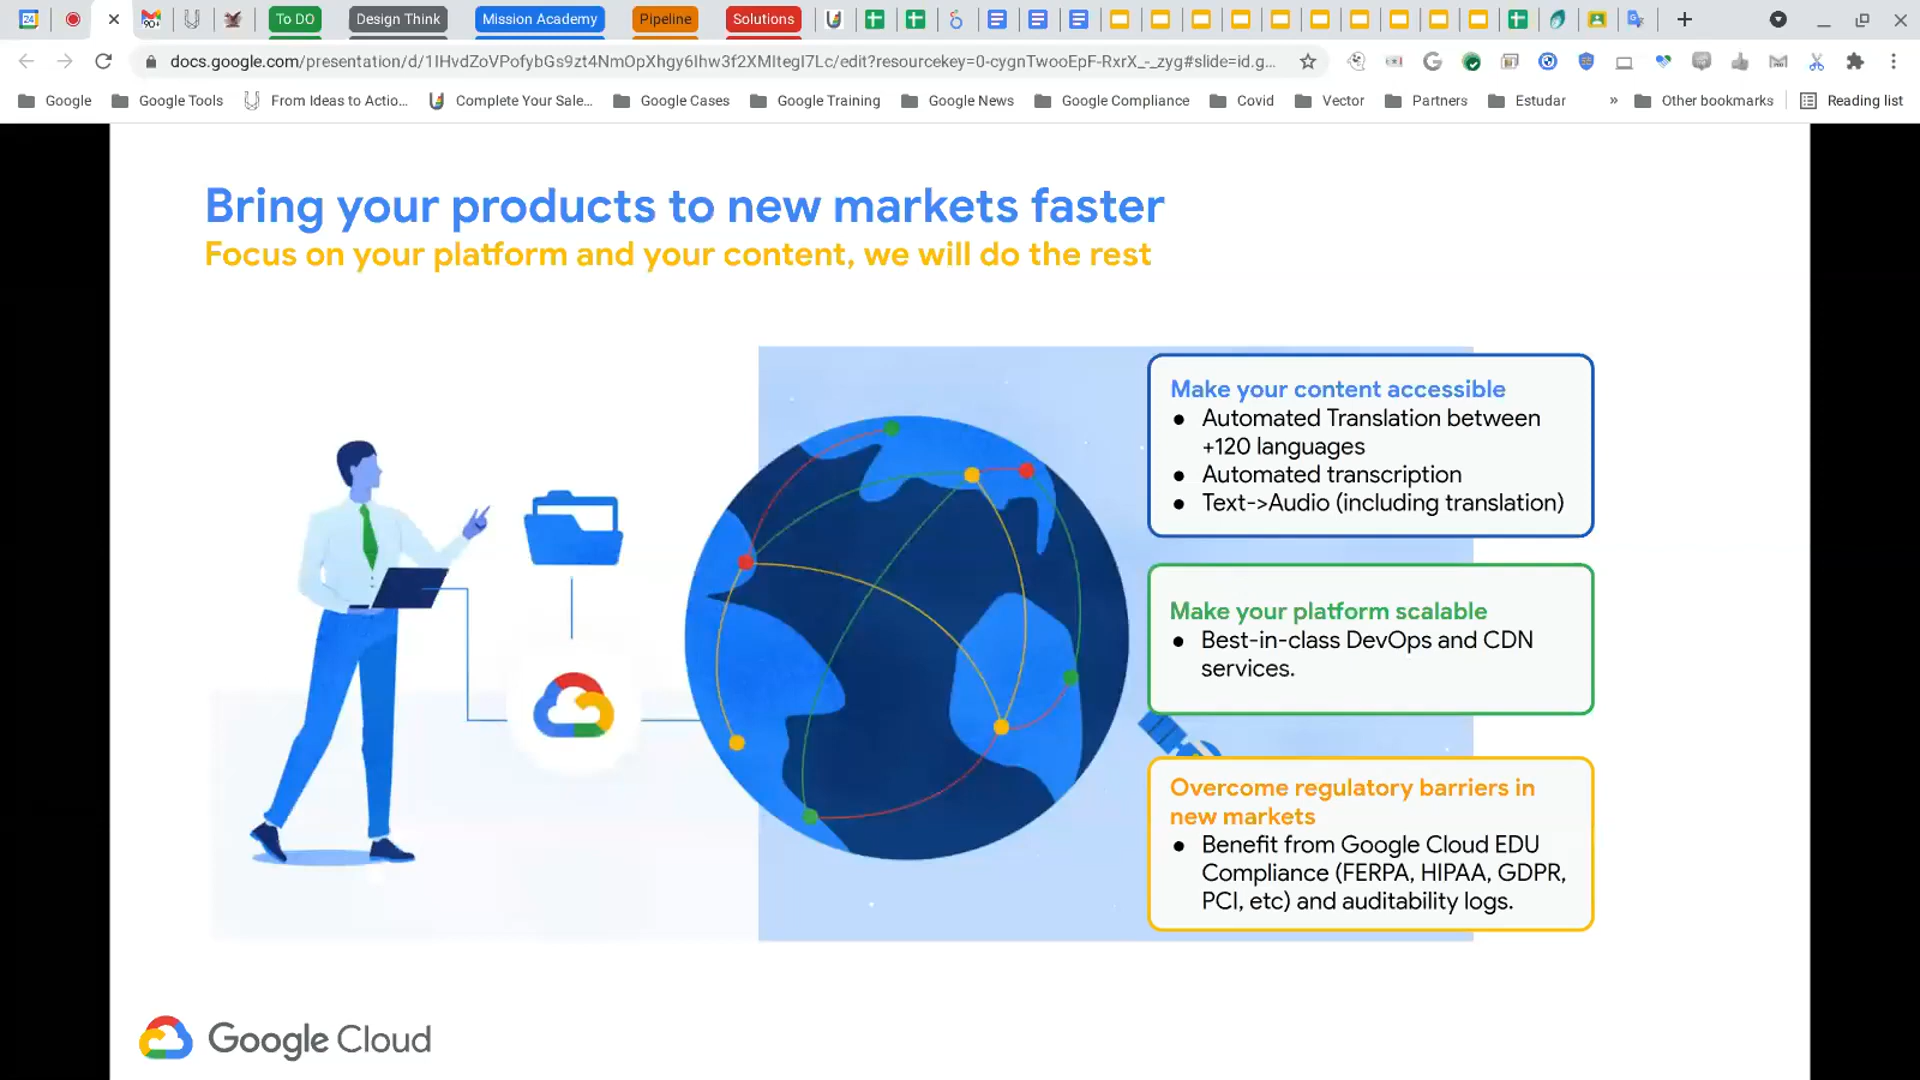 24
90+
To DO
Design Think
Mission Academy
Pipeline
Solutions
docs.google.com/presentation/d/1IHvdZoVPofybGs9zt4NmOpXhgy6Ihw3f2XMItegI7Lc/edit?resourcekey=0-cygnTwooEpF-RxrX_-_zyg#slide=id.g...
Google
Google Tools
From Ideas to Actio...
Complete Your Sale...
Google Cases
Google Training
Google News
Google Compliance
Covid
Vector
Partners
Estudar
»
Other bookmarks
Reading list
Bring your products to new markets faster
Focus on your platform and your content, we will do the rest
Make your content accessible
● Automated Translation between
+120 languages
● Automated transcription
● Text->Audio (including translation)
Make your platform scalable
● Best-in-class DevOps and CDN
services.
Overcome regulatory barriers in
new markets
● Benefit from Google Cloud EDU
Compliance (FERPA, HIPAA, GDPR,
PCI, etc) and auditability logs.
Google Cloud